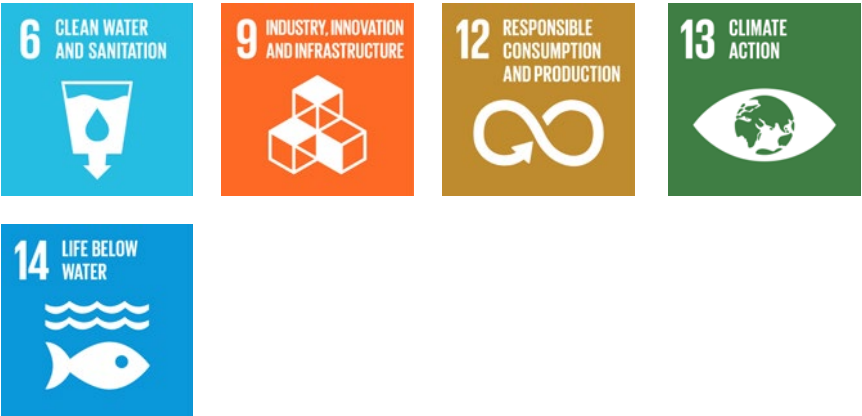 6 CLEAN WATER
AND SANITATION
9 INDUSTRY, INNOVATION
AND INFRASTRUCTURE
12 RESPONSIBLE
CONSUMPTION
AND PRODUCTION
13 CLIMATE
ACTION
14 LIFE BELOW
WATER